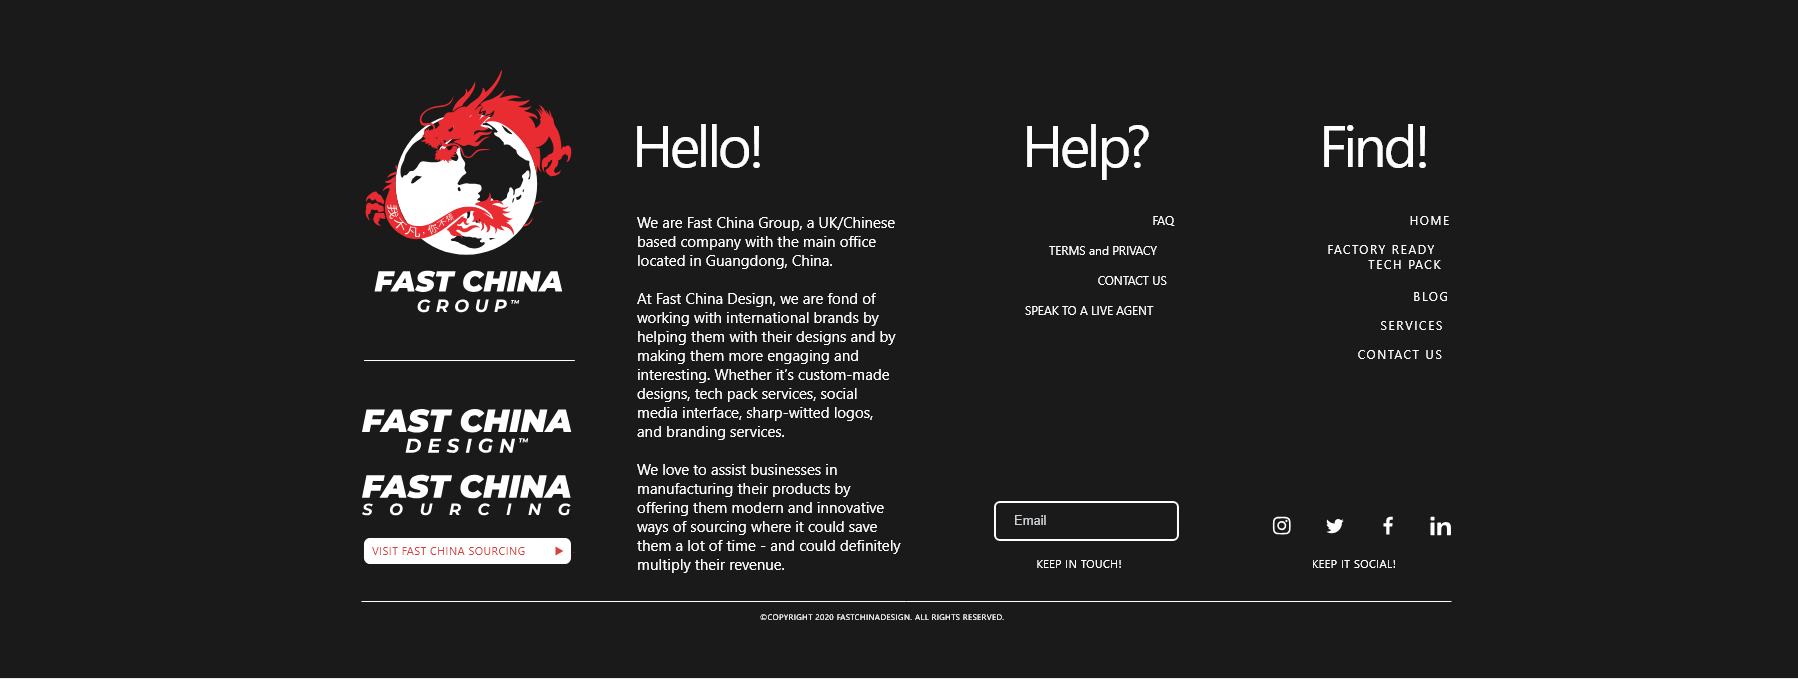 我不凡,你不懂
FAST CHINA
GROUP™
FAST CHINA
DESIGN™
FAST CHINA
SOURCING
VISIT FAST CHINA SOURCING
Hello!
We are Fast China Group, a UK/Chinese
based company with the main office
located in Guangdong, China.
At Fast China Design, we are fond of
working with international brands by
helping them with their designs and by
making them more engaging and
interesting. Whether it's custom-made
designs, tech pack services, social
media interface, sharp-witted logos,
and branding services.
We love to assist businesses in
manufacturing their products by
offering them modern and innovative
ways of sourcing where it could save
them a lot of time - and could definitely
multiply their revenue.
Help?
FAQ
TERMS and PRIVACY
CONTACT US
SPEAK TO A LIVE AGENT
Email
KEEP IN TOUCH!
Find!
HOME
FACTORY READY
TECH PACK
BLOG
SERVICES
CONTACT US
KEEP IT SOCIAL!
©COPYRIGHT 2020 FASTCHINADESIGN. ALL RIGHTS RESERVED.